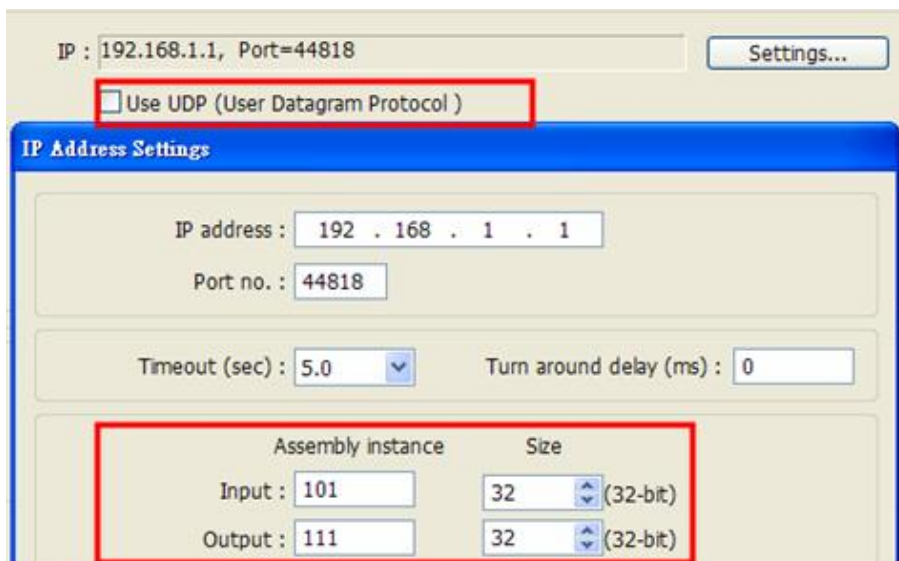 IP : 192.168.1.1, Port=44818 Settings...
Use UDP (User Datagram Protocol )
IP Address Settings
IP address : 192 . 168 . 1 . 1
Port no. : 44818
Timeout (sec) : 5.0 Turn around delay (ms) : 0
Assembly instance Size
Input : 101 32 (32-bit)
Output : 111 32 (32-bit)